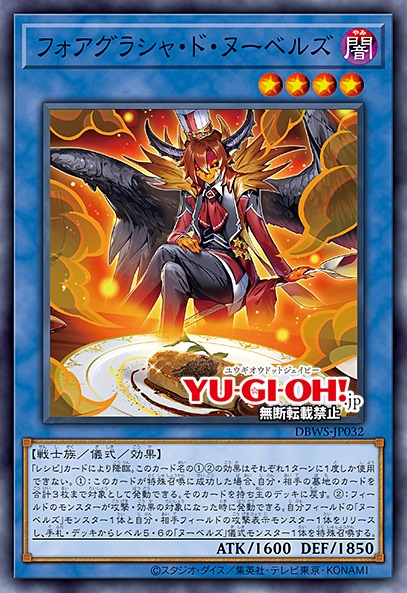 フォアグラシャ・ド・ヌーベルズ
闇
やみ
ユウギオウドットジェイピー
YU-GI-OH!.jp
無断転載禁止
DBWS-JP032
【戦士族／儀式／効果】
「レシピ」カードにより降臨。このカード名の①②の効果はそれぞれ1ターンに1度しか使用
できない。①：このカードが特殊召喚に成功した場合、自分・相手の墓地のカードを
合計3枚まで対象として発動できる。そのカードを持ち主のデッキに戻す。②：フィ
ールドのモンスターが攻撃・効果の対象になった時に発動できる。自分フィールドの「ヌー
ベルズ」モンスター1体と自分・相手フィールドの攻撃表示モンスター1体をリリース
し、手札・デッキからレベル5・6の「ヌーベルズ」儀式モンスター1体を特殊召喚する。
ATK/1600 DEF/1850
©スタジオ・ダイス／集英社・テレビ東京・KONAMI